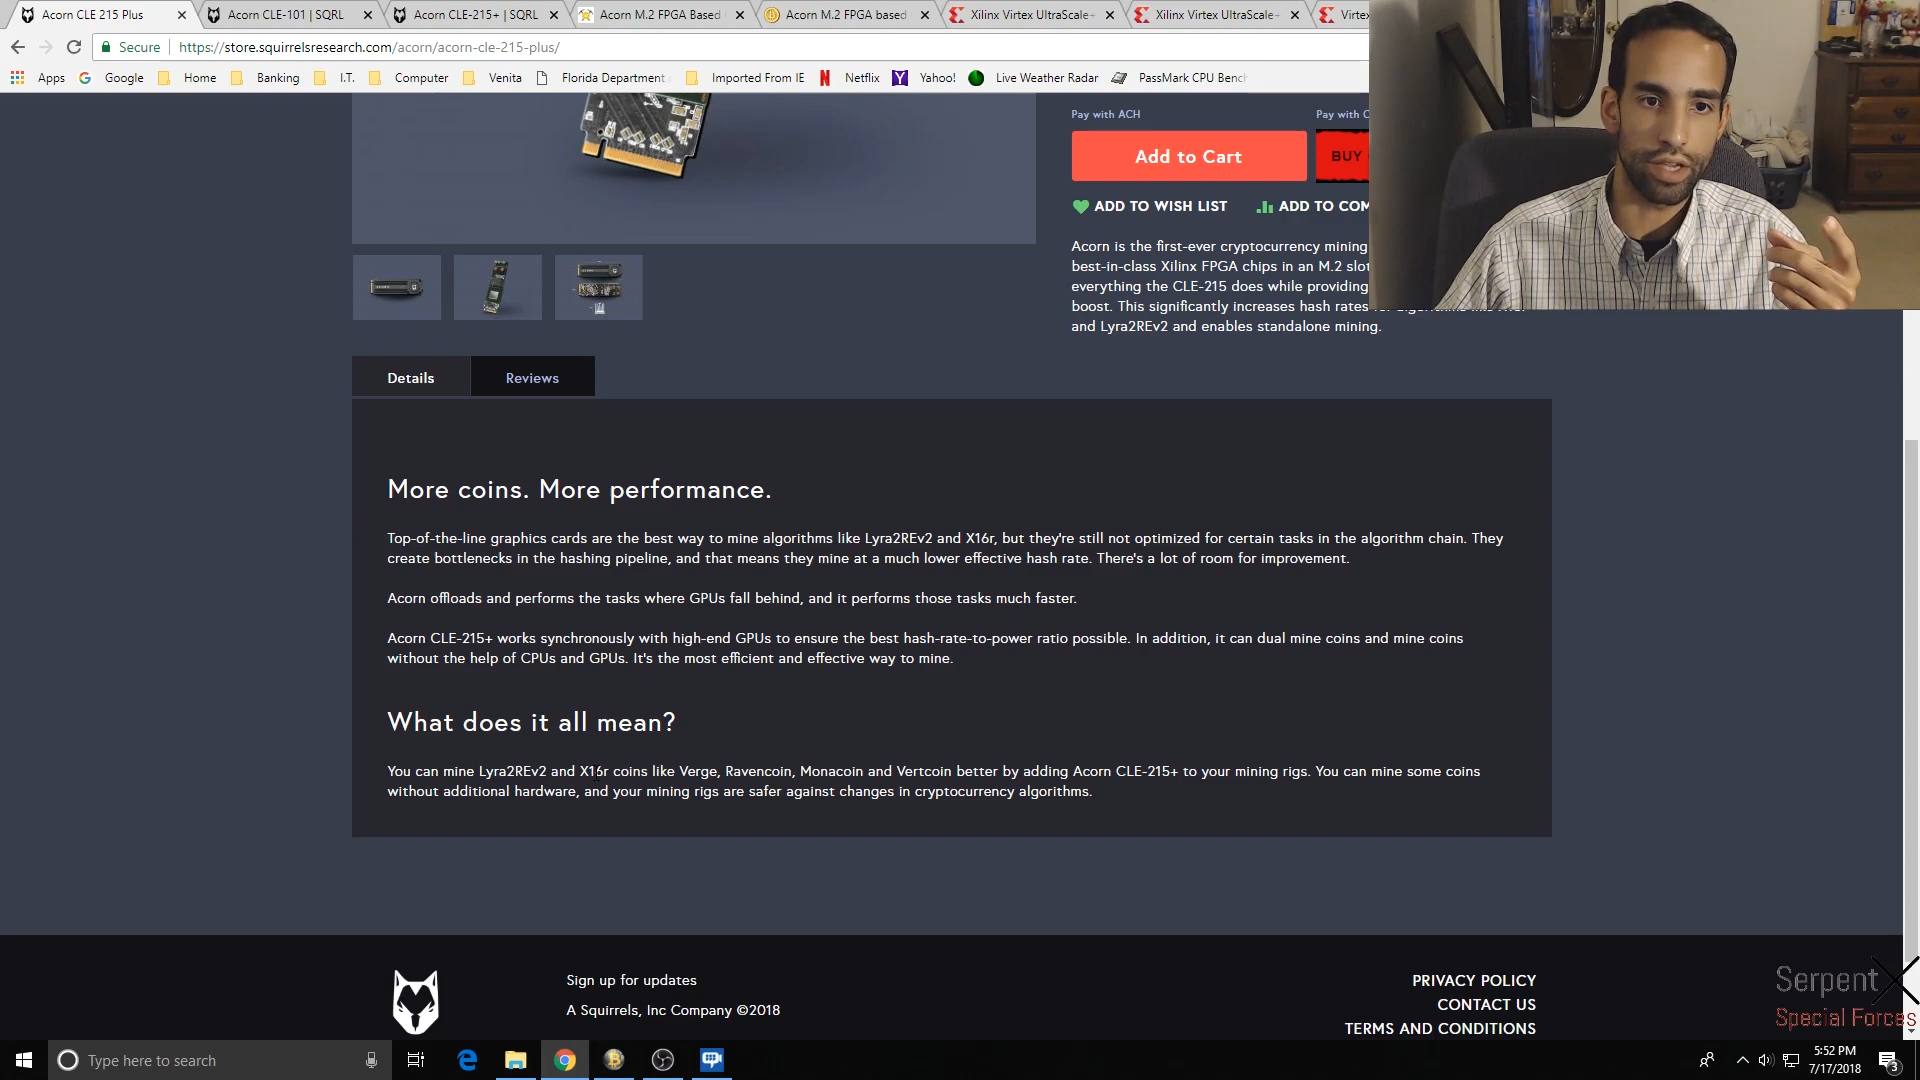 Acorn CLE 215 Plus
Acorn CLE-101 | SQRL
Acorn CLE-215+ | SQRL
Acorn M.2 FPGA Based
Acorn M.2 FPGA based
Xilinx Virtex UltraScale+
Xilinx Virtex UltraScale+
Virtex
Secure
https://store.squirrelsresearch.com/acorn/acorn-cle-215-plus/
Apps
Google
Home
Banking
I.T.
Computer
Venita
Florida Department
Imported From IE
Netflix
Yahoo!
Live Weather Radar
PassMark CPU Bench
Pay with ACH
Pay with C
Add to Cart
BUY
ADD TO WISH LIST
ADD TO COM
Acorn is the first-ever cryptocurrency mining
best-in-class Xilinx FPGA chips in an M.2 slot
everything the CLE-215 does while providing
boost. This significantly increases hash rates
and Lyra2REv2 and enables standalone mining.
Details
Reviews
More coins. More performance.
Top-of-the-line graphics cards are the best way to mine algorithms like Lyra2REv2 and X16r, but they're still not optimized for certain tasks in the algorithm chain. They
create bottlenecks in the hashing pipeline, and that means they mine at a much lower effective hash rate. There's a lot of room for improvement.
Acorn offloads and performs the tasks where GPUs fall behind, and it performs those tasks much faster.
Acorn CLE-215+ works synchronously with high-end GPUs to ensure the best hash-rate-to-power ratio possible. In addition, it can dual mine coins and mine coins
without the help of CPUs and GPUs. It's the most efficient and effective way to mine.
What does it all mean?
You can mine Lyra2REv2 and X16r coins like Verge, Ravencoin, Monacoin and Vertcoin better by adding Acorn CLE-215+ to your mining rigs. You can mine some coins
without additional hardware, and your mining rigs are safer against changes in cryptocurrency algorithms.
Sign up for updates
A Squirrels, Inc Company ©2018
PRIVACY POLICY
CONTACT US
TERMS AND CONDITIONS
Serpent X
Special Forces
Type here to search
5:52 PM
7/17/2018
3